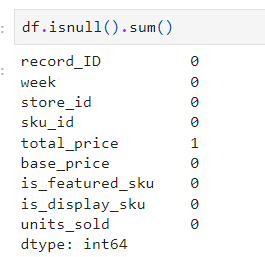 df.isnull().sum()
record_ID 0
week 0
store_id 0
sku_id 0
total_price 1
base_price 0
is_featured_sku 0
is_display_sku 0
units_sold 0
dtype: int64